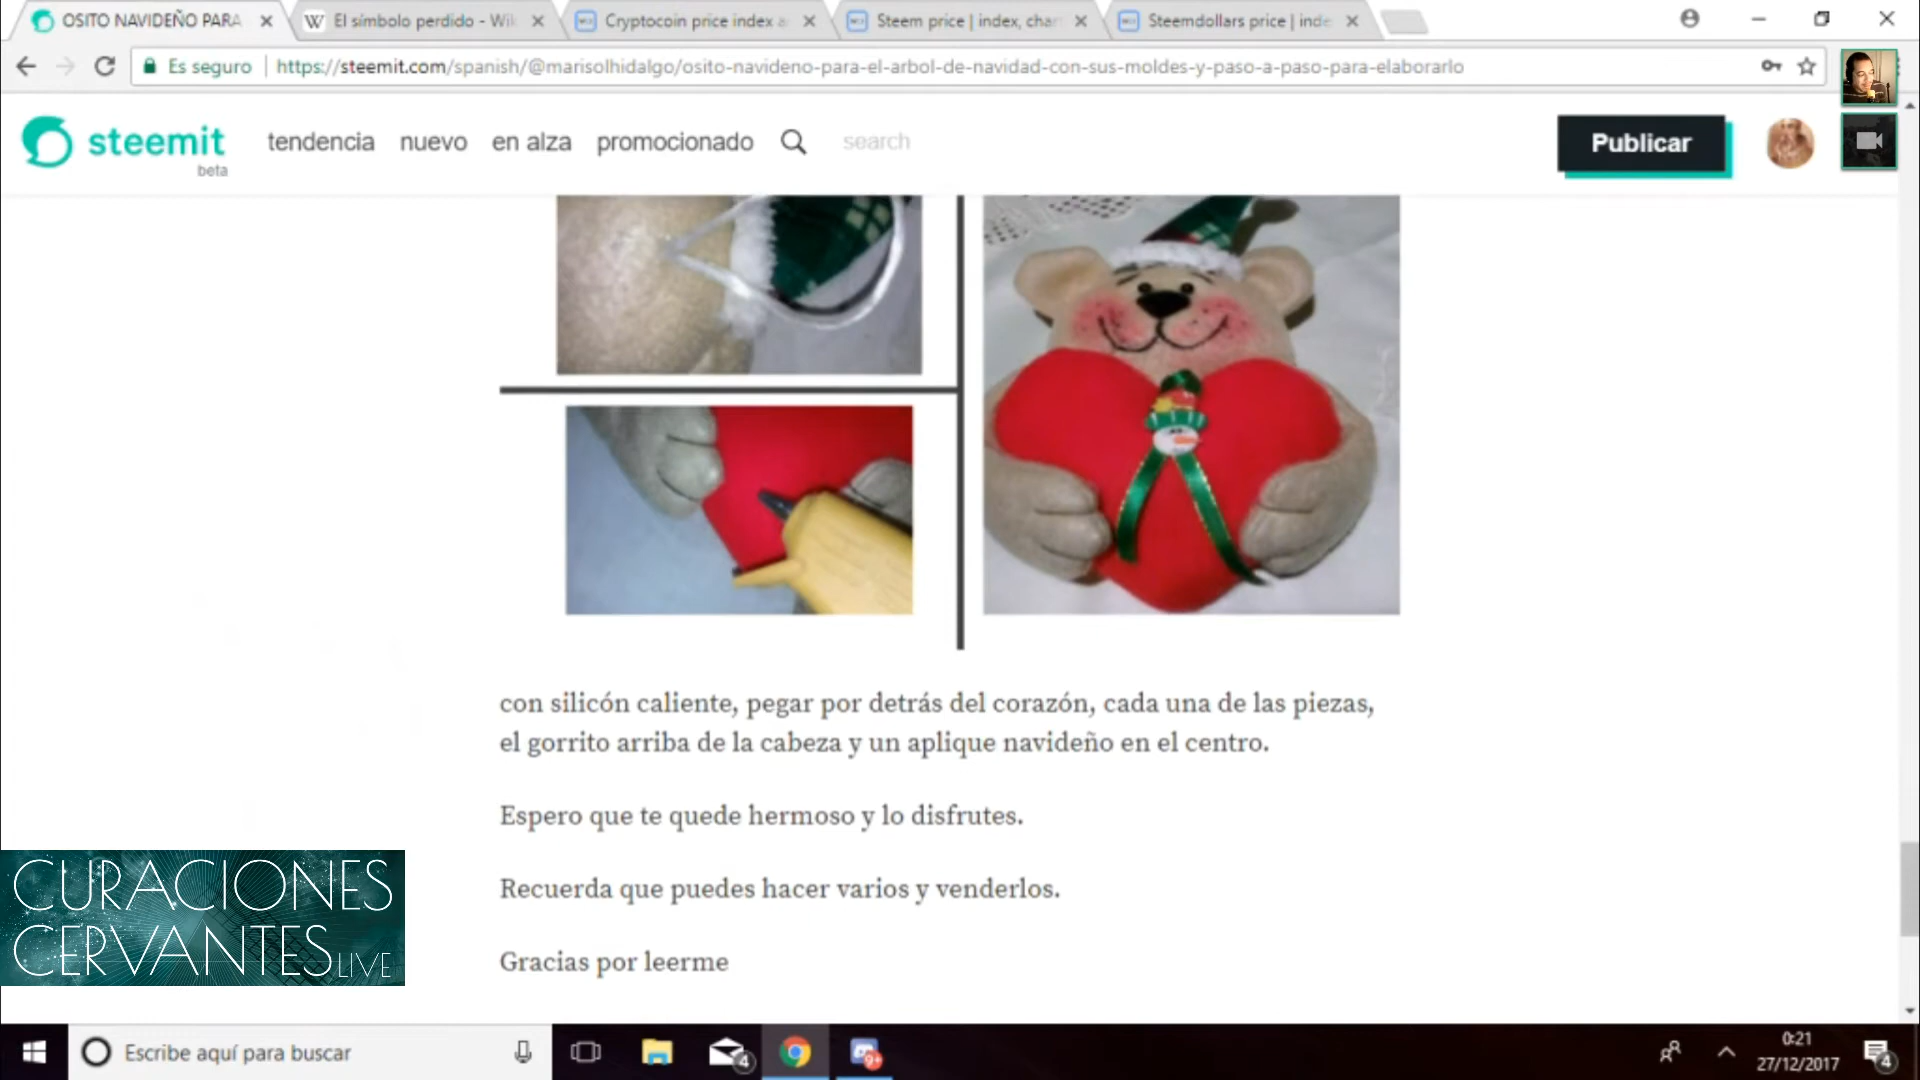 OSITO NAVIDEÑO PARA
El símbolo perdido - Wik
Cryptocoin price index a
Steem price | index, char
Steemdollars price | inde
Es seguro
https://steemit.com/spanish/@marisolhidalgo/osito-navideno-para-el-arbol-de-navidad-con-sus-moldes-y-paso-a-paso-para-elaborarlo
steemit
beta
tendencia
nuevo
en alza
promocionado
search
Publicar
con silicón caliente, pegar por detrás del corazón, cada una de las piezas,
el gorrito arriba de la cabeza y un aplique navideño en el centro.
Espero que te quede hermoso y lo disfrutes.
Recuerda que puedes hacer varios y venderlos.
Gracias por leerme
CURACIONES
CERVANTES LIVE
Escribe aquí para buscar
4
9+
0:21
27/12/2017
4